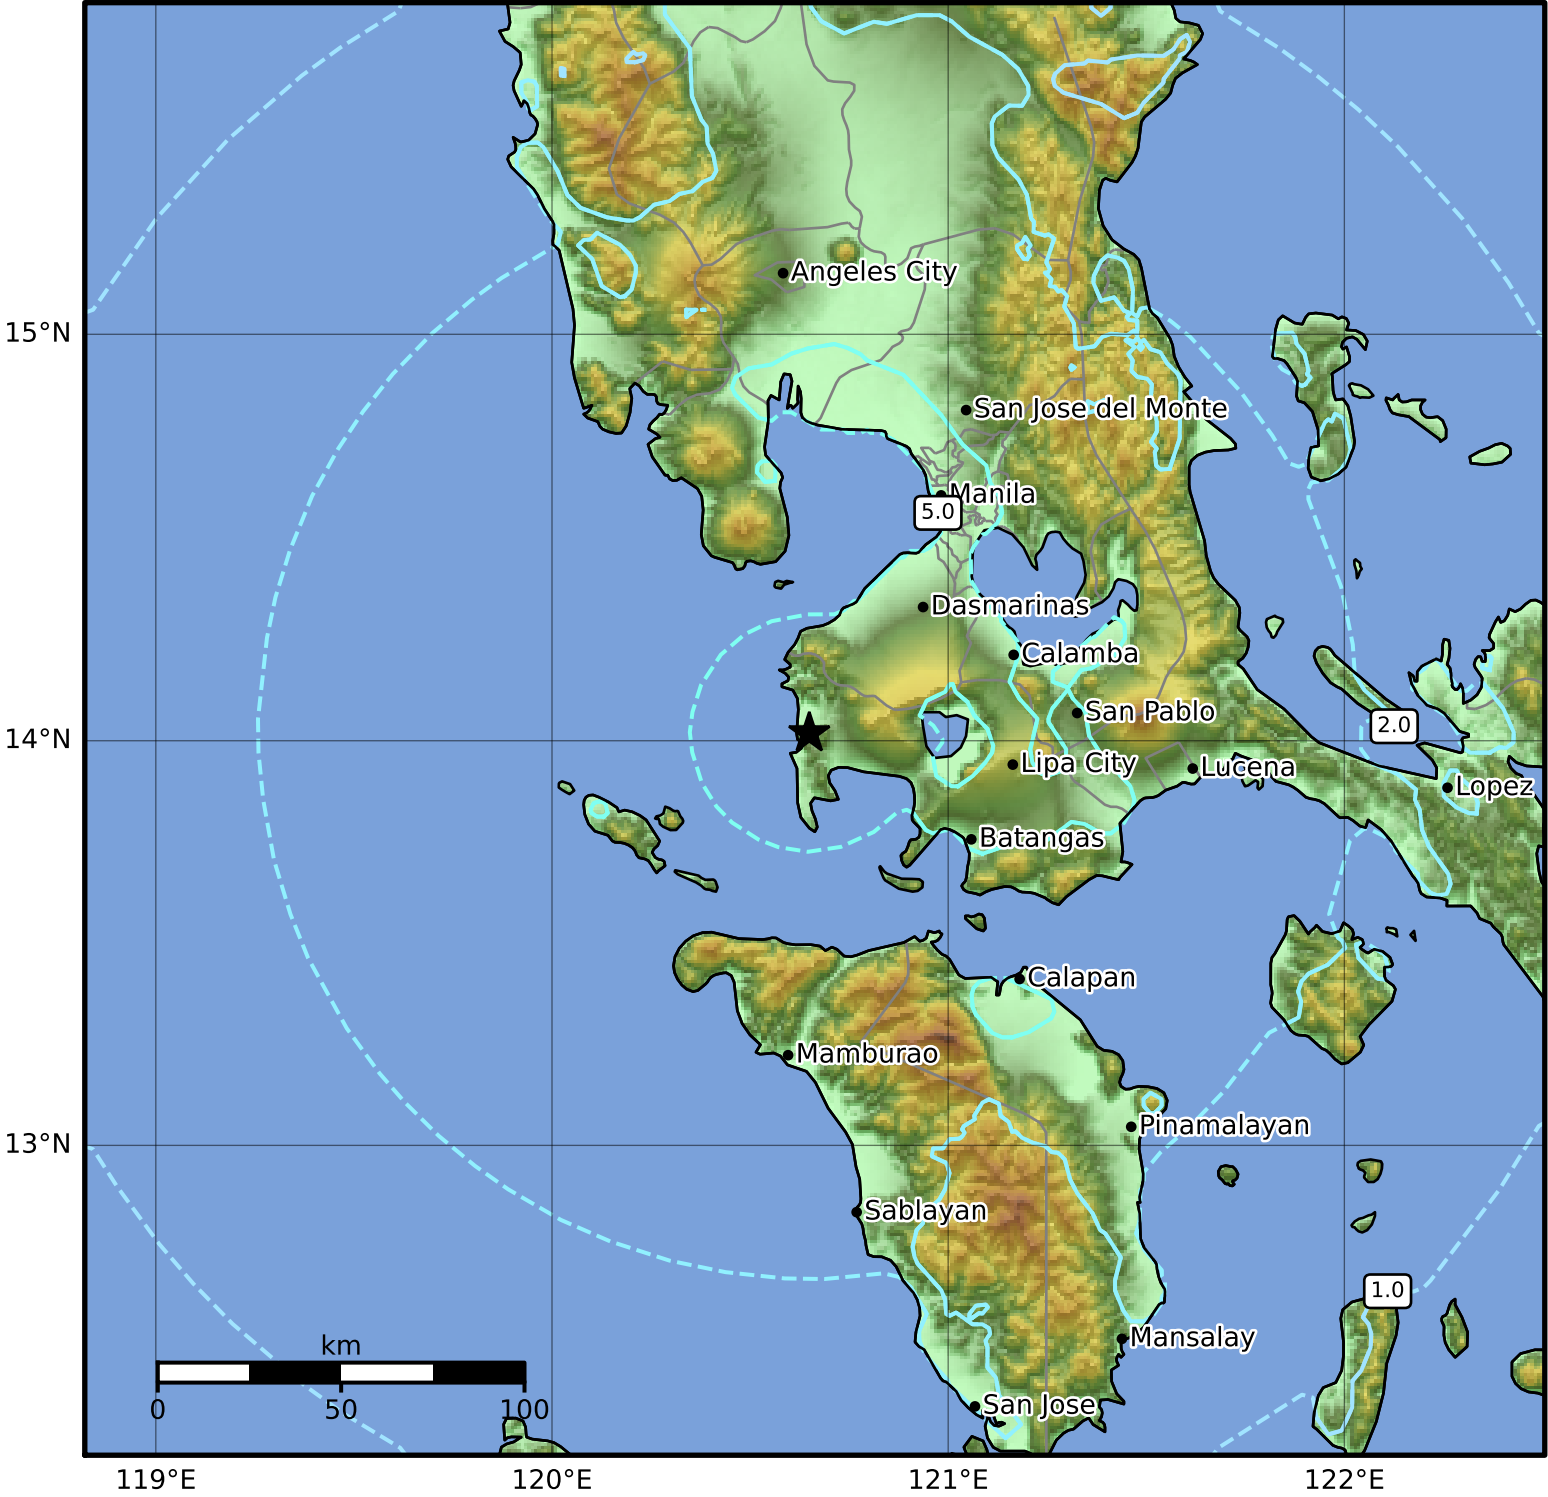 Angeles City
15°N
San Jose del Monte
Manila
5.0
Dasmarinas
Calamba
San Pablo
14°N
2.0
Lipa City
Lucena
Lopez
Batangas
Calapan
Mamburao
Pinamalayan
13°N
Sablayan
1.0
Mansalay
km
San Jose
0 50 100
119°E 120°E 121°E 122°E